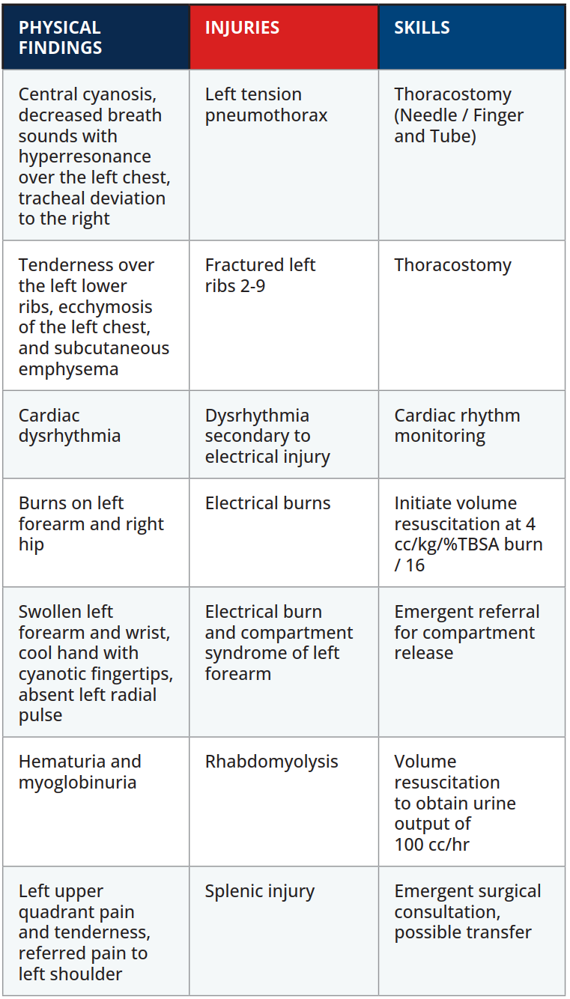 PHYSICAL
FINDINGS
INJURIES
SKILLS
Central cyanosis,
decreased breath
sounds with
hyperresonance
over the left chest,
tracheal deviation
to the right
Left tension
pneumothorax
Thoracostomy
(Needle / Finger
and Tube)
Tenderness over
the left lower
ribs, ecchymosis
of the left chest,
and subcutaneous
emphysema
Fractured left
ribs 2-9
Thoracostomy
Cardiac
dysrhythmia
Dysrhythmia
secondary to
electrical injury
Cardiac rhythm
monitoring
Burns on left
forearm and right
hip
Electrical burns
Initiate volume
resuscitation at 4
cc/kg/%TBSA burn
/ 16
Swollen left
forearm and wrist,
cool hand with
cyanotic fingertips,
absent left radial
pulse
Electrical burn
and compartment
syndrome of left
forearm
Emergent referral
for compartment
release
Hematuria and
myoglobinuria
Rhabdomyolysis
Volume
resuscitation
to obtain urine
output of
100 cc/hr
Left upper
quadrant pain
and tenderness,
referred pain to
left shoulder
Splenic injury
Emergent surgical
consultation,
possible transfer